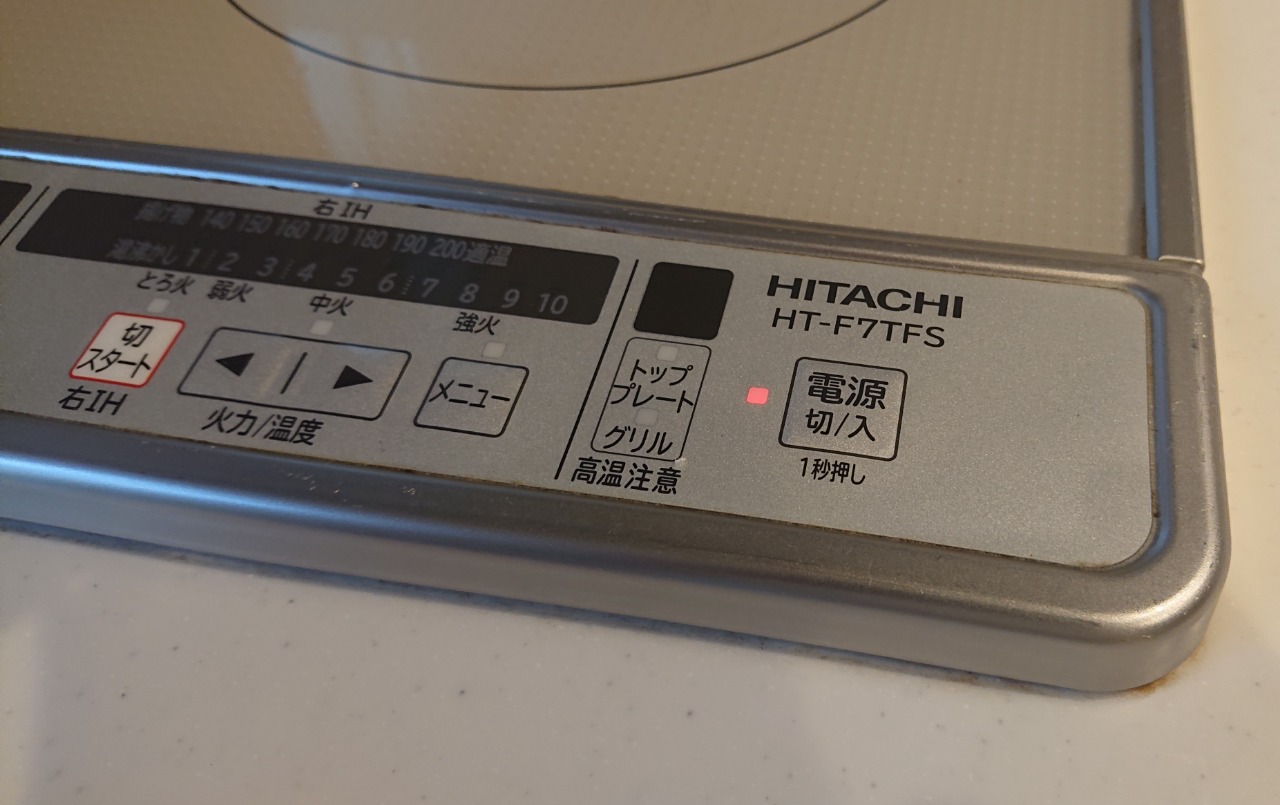 右IH
揚げ物 140 150 160 170 180 190 200適温
湯沸かし 1 2 3 4 5 6 7 8 9 10
とろ火 弱火 中火 強火
切
スタート
右IH
◀ | ▶
火力/温度
メニュー
トップ
プレート
グリル
高温注意
HITACHI
HT-F7TFS
電源
切/入
1秒押し